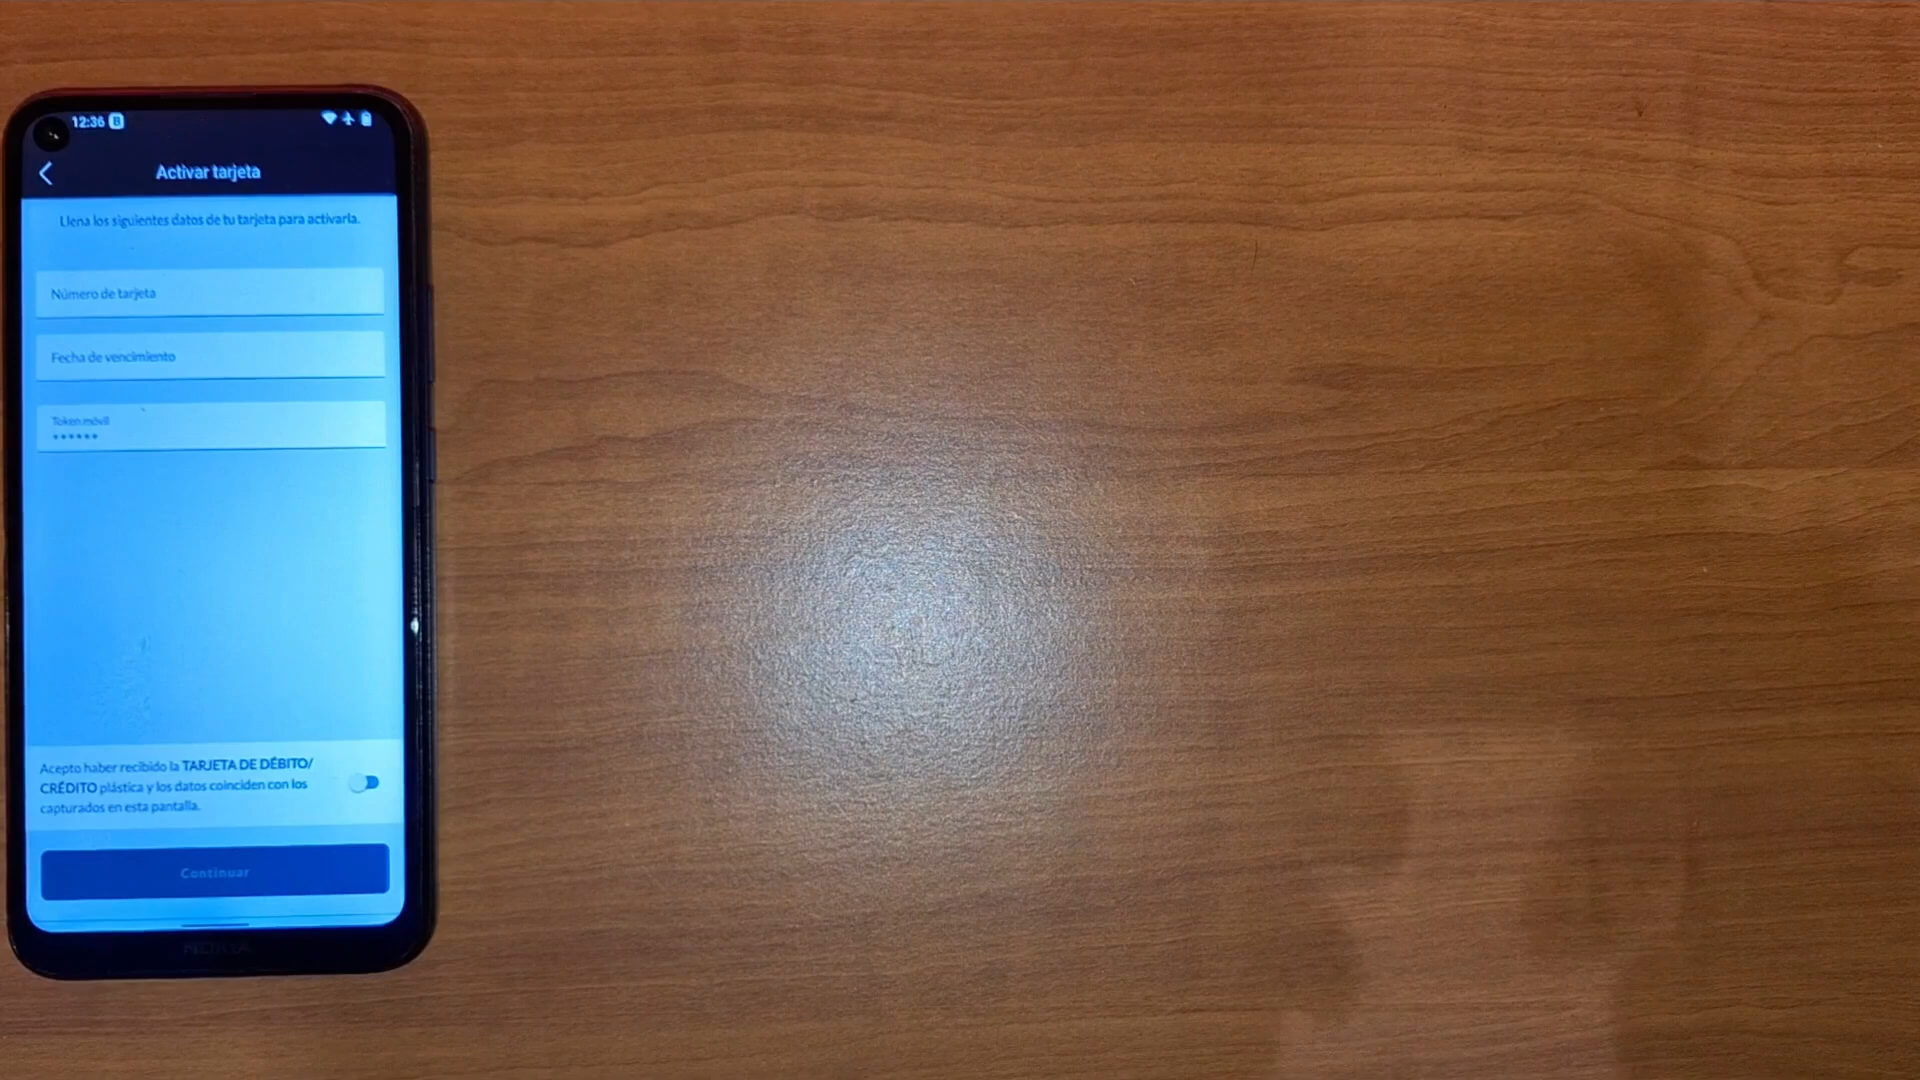 12:36 B
Activar tarjeta
Llena los siguientes datos de tu tarjeta para activarla.
Número de tarjeta
Fecha de vencimiento
Token móvil
••••••
Acepto haber recibido la TARJETA DE DÉBITO/
CRÉDITO plástica y los datos coinciden con los
capturados en esta pantalla.
Continuar
NOKIA